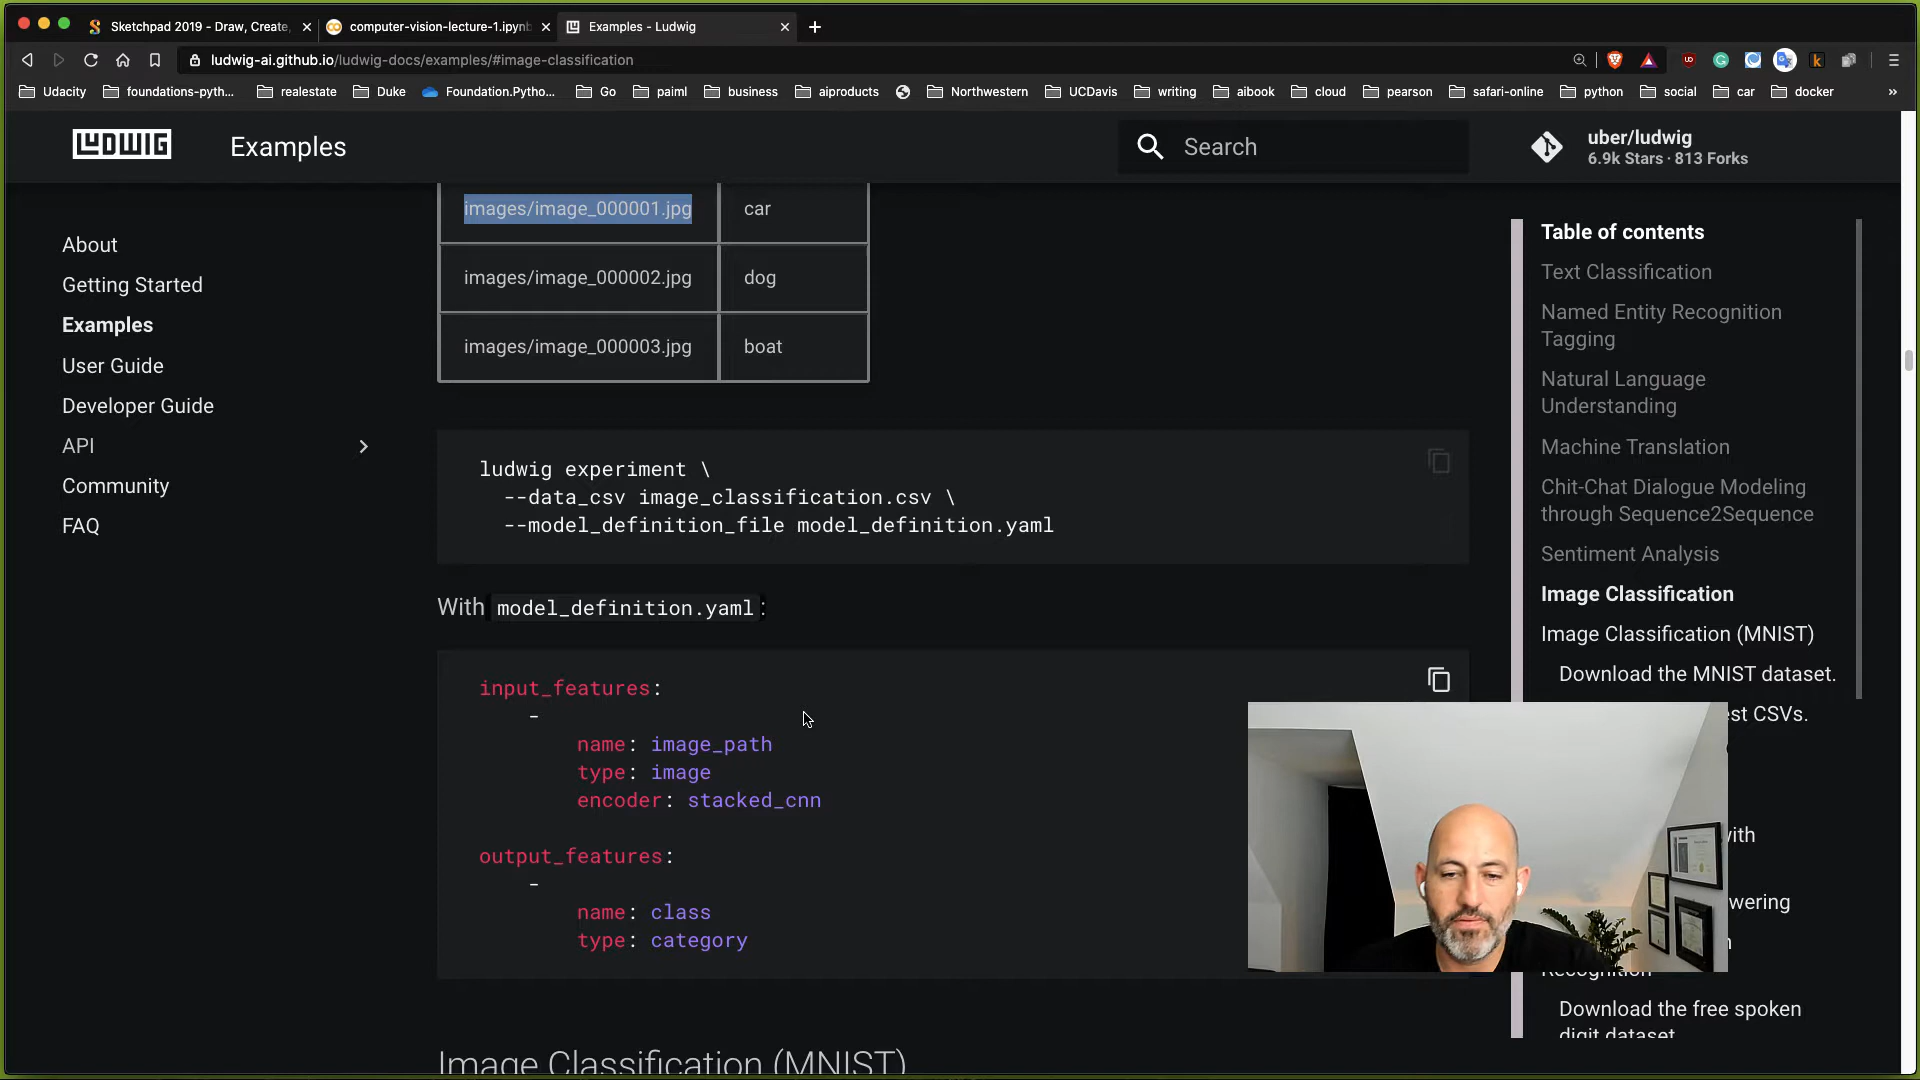 Sketchpad 2019 - Draw, Create,
computer-vision-lecture-1.ipynb
Examples - Ludwig
ludwig-ai.github.io/ludwig-docs/examples/#image-classification
Udacity
foundations-pyth...
realestate
Duke
Foundation.Pytho...
Go
paiml
business
aiproducts
Northwestern
UCDavis
writing
aibook
cloud
pearson
safari-online
python
social
car
docker
»
LUDWIG
Examples
Search
uber/ludwig
6.9k Stars · 813 Forks
About
Getting Started
Examples
User Guide
Developer Guide
API
Community
FAQ
images/image_000001.jpg car
images/image_000002.jpg dog
images/image_000003.jpg boat
ludwig experiment \
--data_csv image_classification.csv \
--model_definition_file model_definition.yaml
With model_definition.yaml:
input_features:
-
name: image_path
type: image
encoder: stacked_cnn
output_features:
-
name: class
type: category
Image Classification (MNIST)
Table of contents
Text Classification
Named Entity Recognition
Tagging
Natural Language
Understanding
Machine Translation
Chit-Chat Dialogue Modeling
through Sequence2Sequence
Sentiment Analysis
Image Classification
Image Classification (MNIST)
Download the MNIST dataset.
est CSVs.
with
wering
Recognition
Download the free spoken
digit dataset